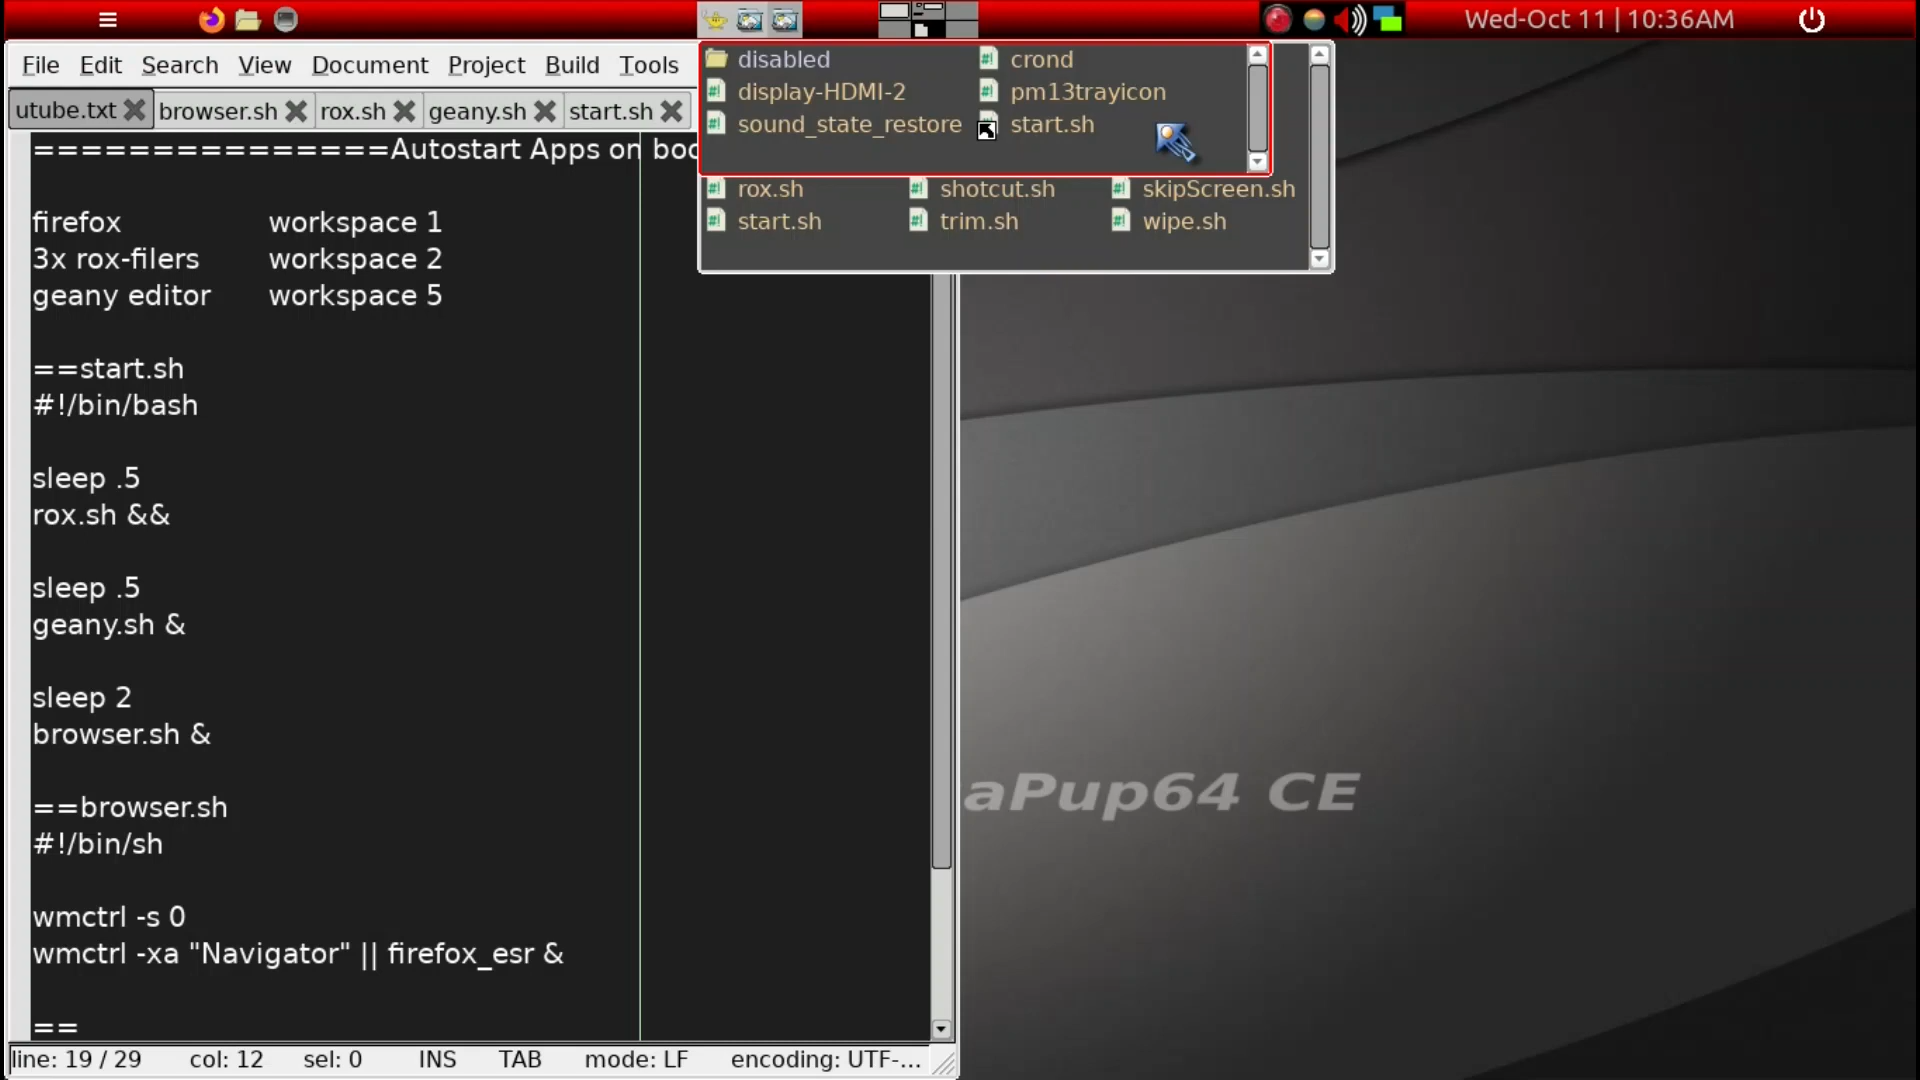 Wed-Oct 11 | 10:36AM
File Edit Search View Document Project Build Tools
utube.txt browser.sh rox.sh geany.sh start.sh
disabled crond
display-HDMI-2 pm13trayicon
sound_state_restore start.sh
rox.sh shotcut.sh skipScreen.sh
start.sh trim.sh wipe.sh
===============Autostart Apps on
firefox workspace 1
3x rox-filers workspace 2
geany editor workspace 5
==start.sh
#!/bin/bash
sleep .5
rox.sh &&
sleep .5
geany.sh &
sleep 2
browser.sh &
==browser.sh
#!/bin/sh
wmctrl -s 0
wmctrl -xa "Navigator" || firefox_esr &
==
aPup64 CE
line: 19 / 29 col: 12 sel: 0 INS TAB mode: LF encoding: UTF-...